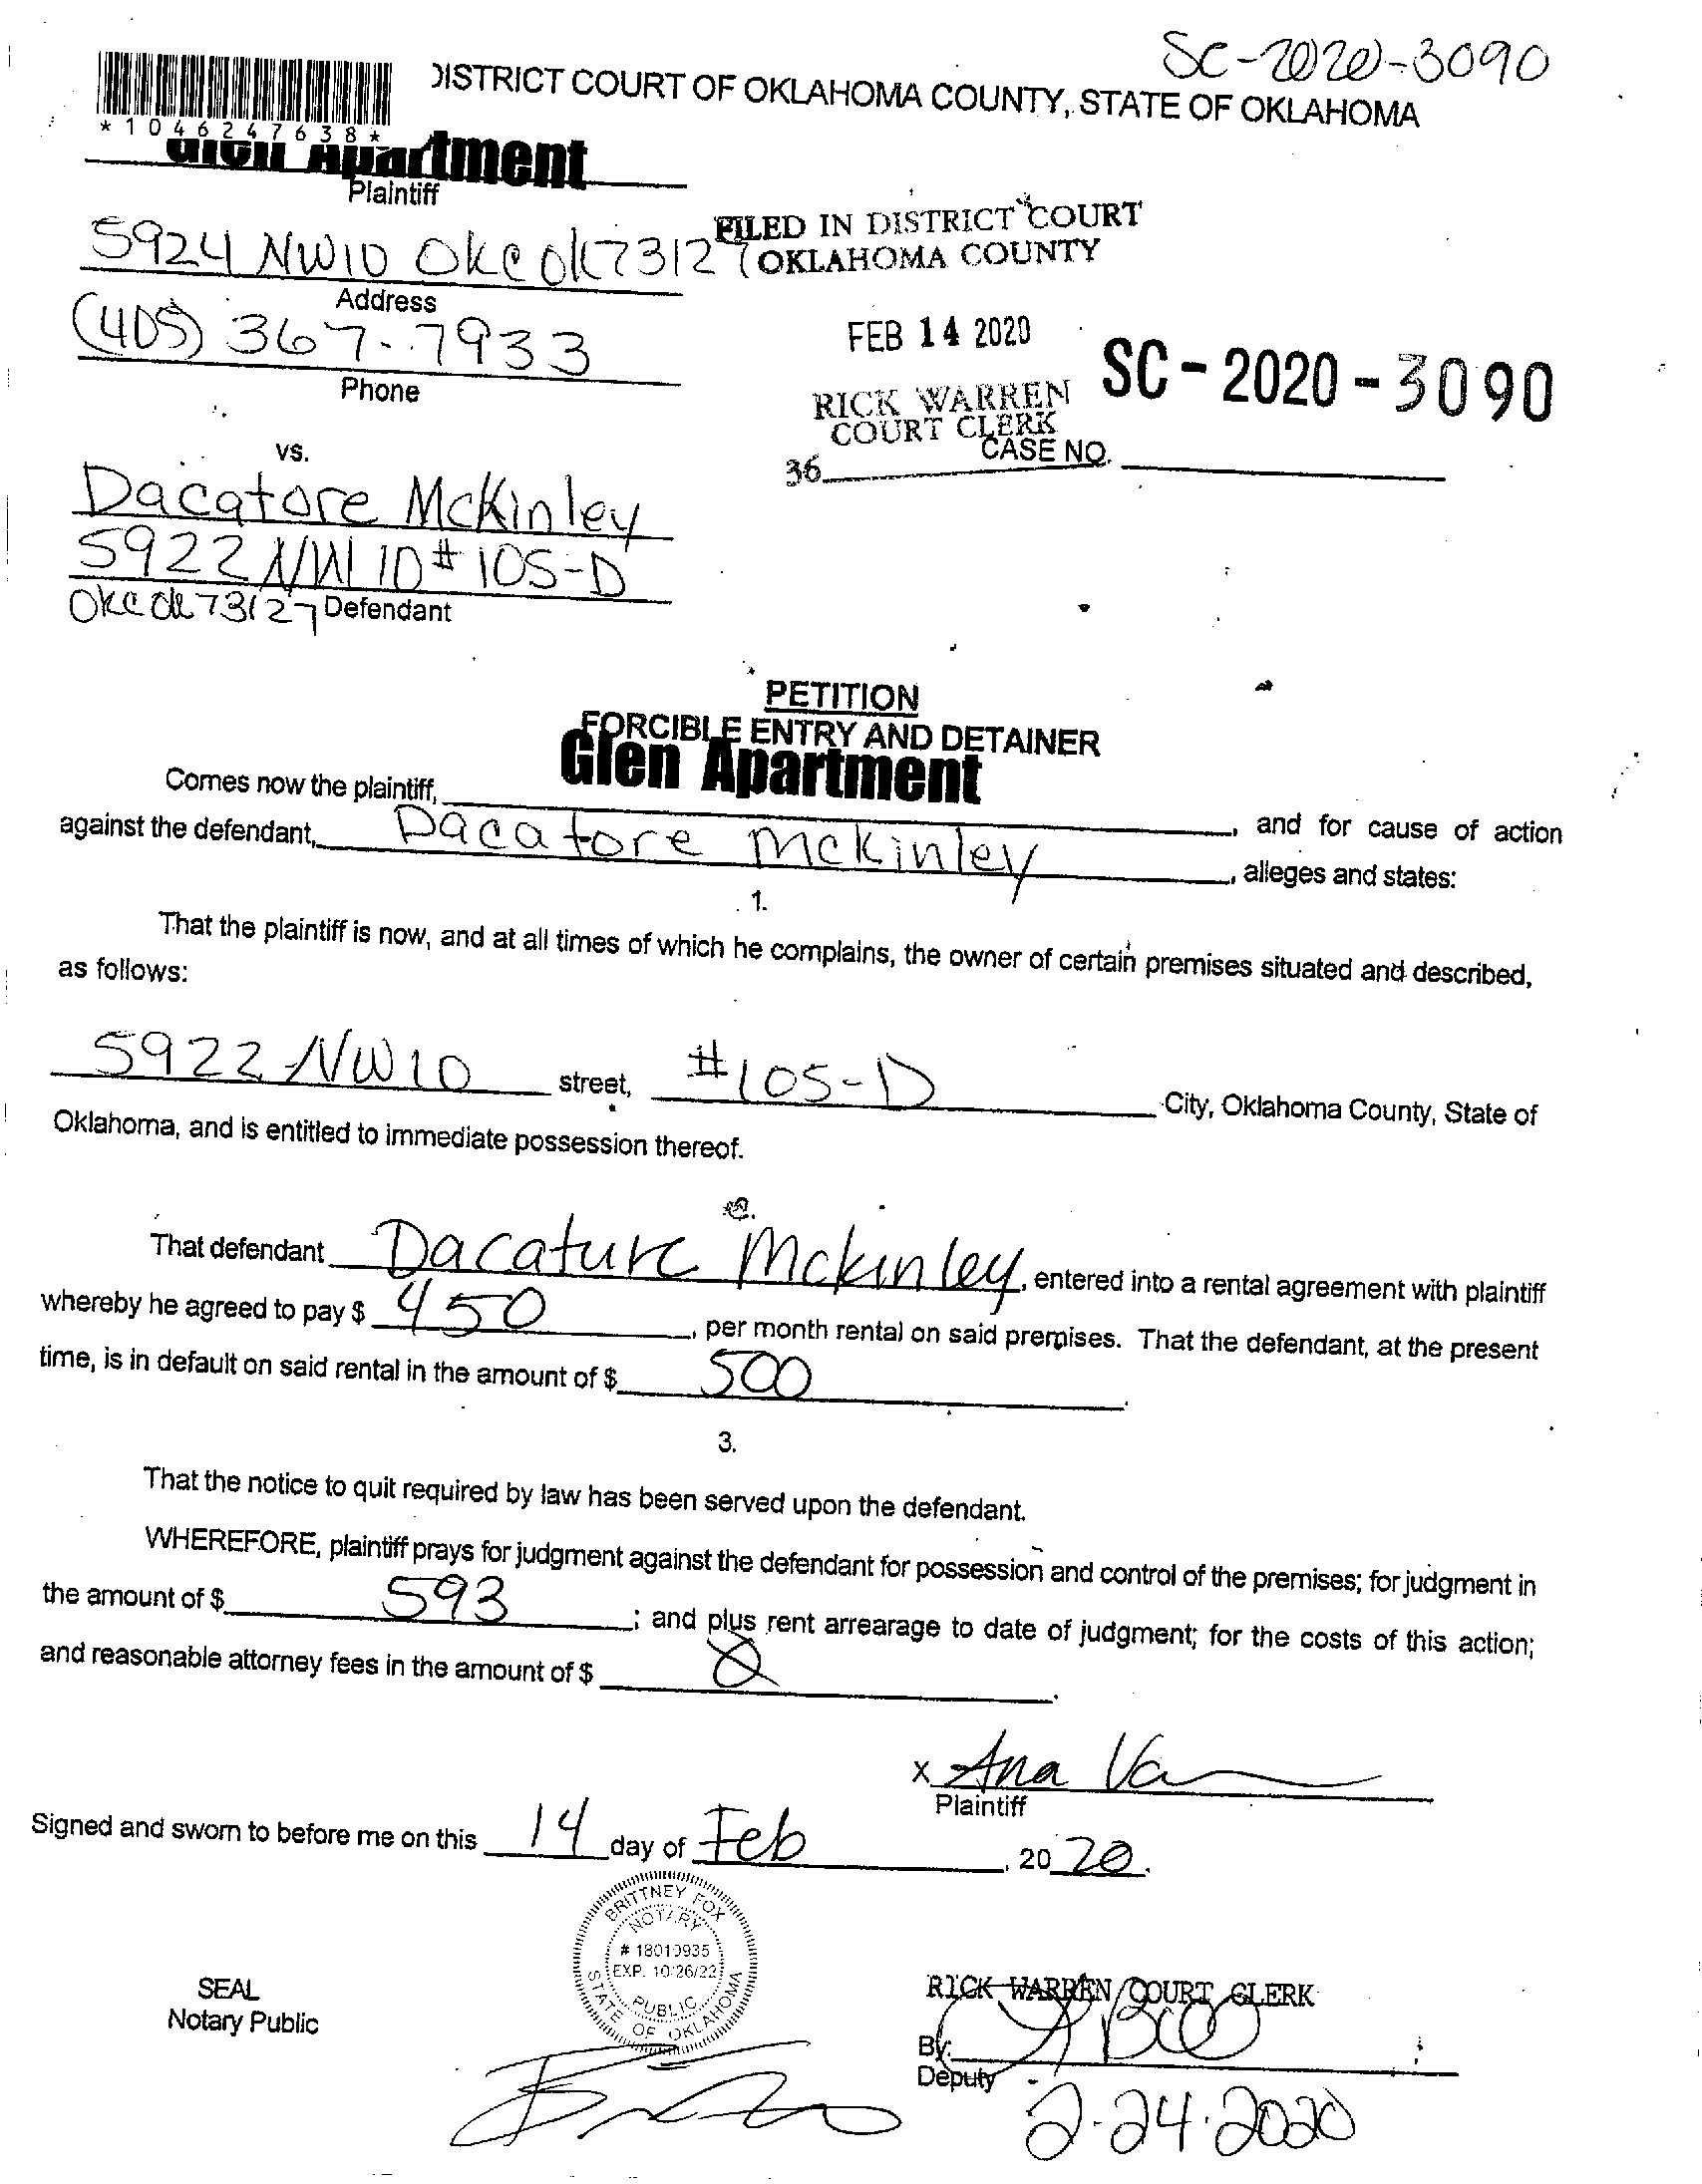 SC-2020-3090
DISTRICT COURT OF OKLAHOMA COUNTY, STATE OF OKLAHOMA
*1046247638*
Glen Apartment
Plaintiff
5924 NW10 OKC OK 73127
FILED IN DISTRICT COURT
OKLAHOMA COUNTY
Address
(405) 367-7933
Phone
FEB 14 2020
SC-2020-3090
RICK WARREN
COURT CLERK
CASE NO.
36
vs.
Dacatore McKinley
5922 NW 10 # 105-D
OKC OK 73127 Defendant
PETITION
FORCIBLE ENTRY AND DETAINER
Comes now the plaintiff, Glen Apartment
against the defendant, Dacatore McKinley, and for cause of action
, alleges and states:
1.
That the plaintiff is now, and at all times of which he complains, the owner of certain premises situated and described,
as follows:
5922 NW10 street, #105-D City, Oklahoma County, State of
Oklahoma, and is entitled to immediate possession thereof.
2.
That defendant Dacature Mckinley, entered into a rental agreement with plaintiff
whereby he agreed to pay $ 450, per month rental on said premises. That the defendant, at the present
time, is in default on said rental in the amount of $ 500.
3.
That the notice to quit required by law has been served upon the defendant.
WHEREFORE, plaintiff prays for judgment against the defendant for possession and control of the premises; for judgment in
the amount of $ 593; and plus rent arrearage to date of judgment; for the costs of this action;
and reasonable attorney fees in the amount of $
X Ana
Plaintiff
Signed and sworn to before me on this 14 day of Feb, 2020.
BRITTNEY FOX
NOTARY
# 18010935
EXP. 10/26/22
PUBLIC
STATE OF OKLAHOMA
SEAL
Notary Public
RICK WARREN COURT CLERK
By:
Deputy
2-24-2020